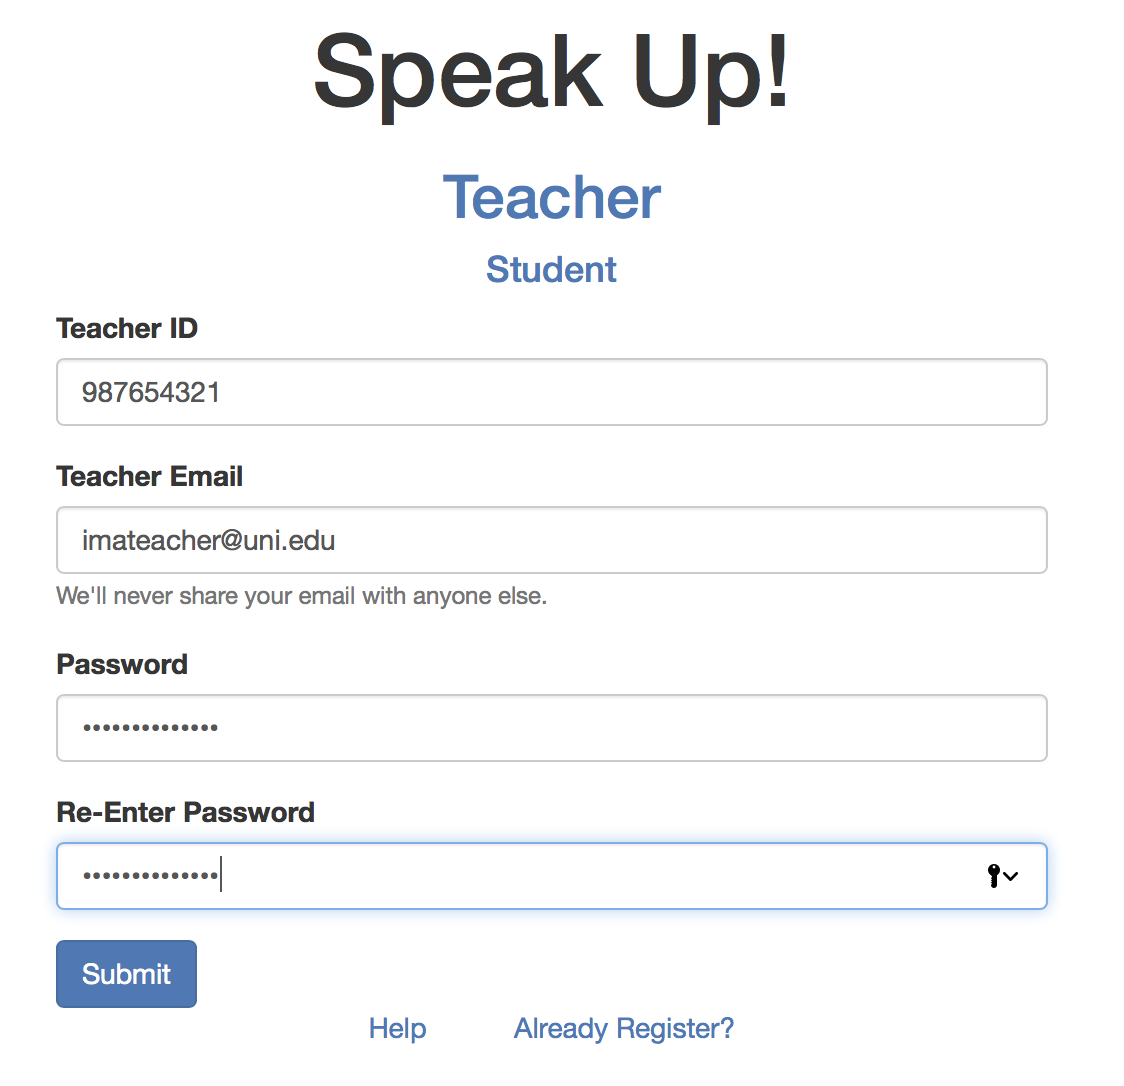 Speak Up!
Teacher
Student
Teacher ID
987654321
Teacher Email
imateacher@uni.edu
We'll never share your email with anyone else.
Password
••••••••••••••
Re-Enter Password
••••••••••••••
Submit
Help Already Register?